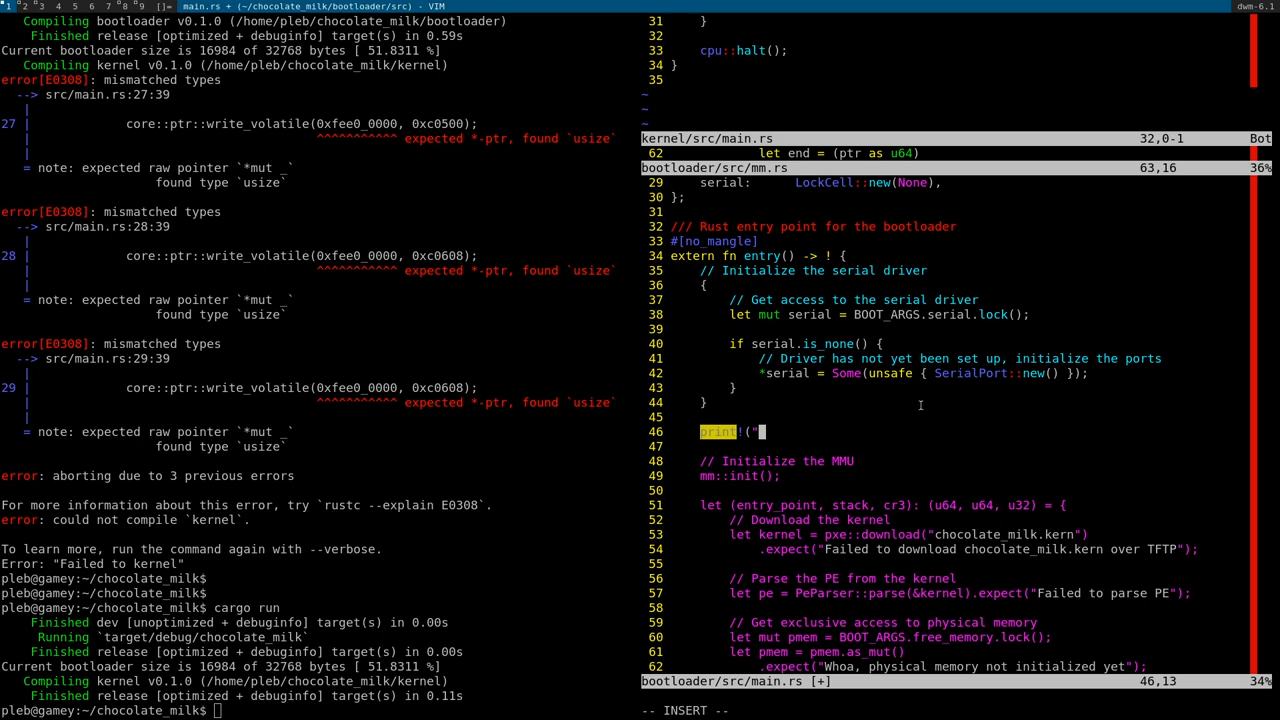 1 2 3 4 5 6 7 8 9 []= main.rs + (~/chocolate_milk/bootloader/src) - VIM dwm-6.1
Compiling bootloader v0.1.0 (/home/pleb/chocolate_milk/bootloader)
Finished release [optimized + debuginfo] target(s) in 0.59s
Current bootloader size is 16984 of 32768 bytes [ 51.8311 %]
Compiling kernel v0.1.0 (/home/pleb/chocolate_milk/kernel)
error[E0308]: mismatched types
--> src/main.rs:27:39
|
27 | core::ptr::write_volatile(0xfee0_0000, 0xc0500);
| ^^^^^^^^^^^ expected *-ptr, found `usize`
|
= note: expected raw pointer `*mut _`
found type `usize`
error[E0308]: mismatched types
--> src/main.rs:28:39
|
28 | core::ptr::write_volatile(0xfee0_0000, 0xc0608);
| ^^^^^^^^^^^ expected *-ptr, found `usize`
|
= note: expected raw pointer `*mut _`
found type `usize`
error[E0308]: mismatched types
--> src/main.rs:29:39
|
29 | core::ptr::write_volatile(0xfee0_0000, 0xc0608);
| ^^^^^^^^^^^ expected *-ptr, found `usize`
|
= note: expected raw pointer `*mut _`
found type `usize`
error: aborting due to 3 previous errors
For more information about this error, try `rustc --explain E0308`.
error: could not compile `kernel`.
To learn more, run the command again with --verbose.
Error: "Failed to kernel"
pleb@gamey:~/chocolate_milk$
pleb@gamey:~/chocolate_milk$
pleb@gamey:~/chocolate_milk$ cargo run
Finished dev [unoptimized + debuginfo] target(s) in 0.00s
Running `target/debug/chocolate_milk`
Finished release [optimized + debuginfo] target(s) in 0.00s
Current bootloader size is 16984 of 32768 bytes [ 51.8311 %]
Compiling kernel v0.1.0 (/home/pleb/chocolate_milk/kernel)
Finished release [optimized + debuginfo] target(s) in 0.11s
pleb@gamey:~/chocolate_milk$
31 }
32
33 cpu::halt();
34 }
35
~
~
~
kernel/src/main.rs 32,0-1 Bot
62 let end = (ptr as u64)
bootloader/src/mm.rs 63,16 36%
29 serial: LockCell::new(None),
30 };
31
32 /// Rust entry point for the bootloader
33 #[no_mangle]
34 extern fn entry() -> ! {
35 // Initialize the serial driver
36 {
37 // Get access to the serial driver
38 let mut serial = BOOT_ARGS.serial.lock();
39
40 if serial.is_none() {
41 // Driver has not yet been set up, initialize the ports
42 *serial = Some(unsafe { SerialPort::new() });
43 }
44 }
45
46 print!("
47
48 // Initialize the MMU
49 mm::init();
50
51 let (entry_point, stack, cr3): (u64, u64, u32) = {
52 // Download the kernel
53 let kernel = pxe::download("chocolate_milk.kern")
54 .expect("Failed to download chocolate_milk.kern over TFTP");
55
56 // Parse the PE from the kernel
57 let pe = PeParser::parse(&kernel).expect("Failed to parse PE");
58
59 // Get exclusive access to physical memory
60 let mut pmem = BOOT_ARGS.free_memory.lock();
61 let pmem = pmem.as_mut()
62 .expect("Whoa, physical memory not initialized yet");
bootloader/src/main.rs [+] 46,13 34%
-- INSERT --